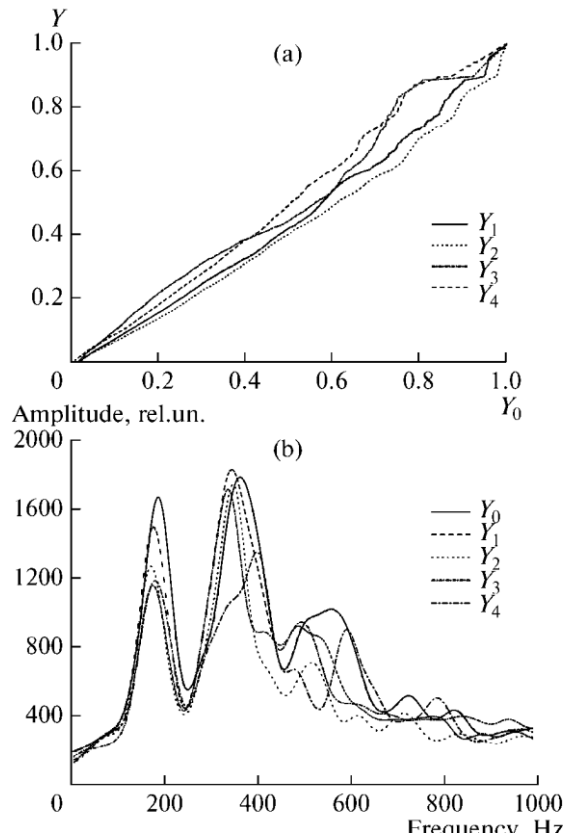 Y
(a)
1.0
0.8
0.6
0.4
0.2
Y1
Y2
Y3
Y4
0 0.2 0.4 0.6 0.8 1.0
Y0
Amplitude, rel.un.
(b)
2000
1600
1200
800
400
Y0
Y1
Y2
Y3
Y4
0 200 400 600 800 1000
Frequency, Hz